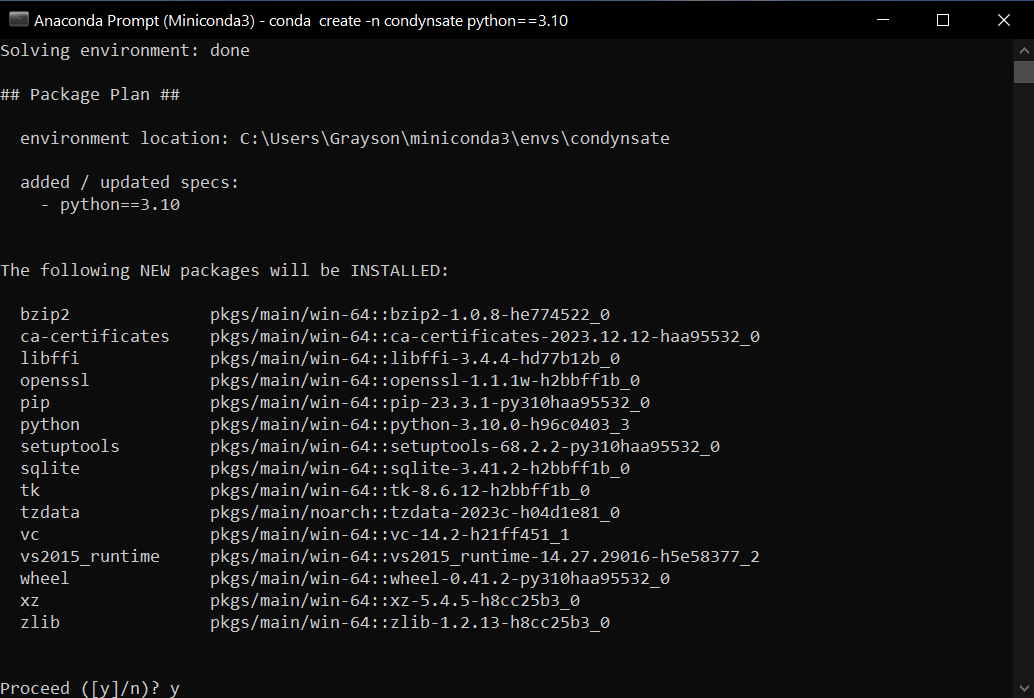 Anaconda Prompt (Miniconda3) - conda  create -n condynsate python==3.10
Solving environment: done
## Package Plan ##
environment location: C:\Users\Grayson\miniconda3\envs\condynsate
added / updated specs:
- python==3.10
The following NEW packages will be INSTALLED:
bzip2 pkgs/main/win-64::bzip2-1.0.8-he774522_0
ca-certificates pkgs/main/win-64::ca-certificates-2023.12.12-haa95532_0
libffi pkgs/main/win-64::libffi-3.4.4-hd77b12b_0
openssl pkgs/main/win-64::openssl-1.1.1w-h2bbff1b_0
pip pkgs/main/win-64::pip-23.3.1-py310haa95532_0
python pkgs/main/win-64::python-3.10.0-h96c0403_3
setuptools pkgs/main/win-64::setuptools-68.2.2-py310haa95532_0
sqlite pkgs/main/win-64::sqlite-3.41.2-h2bbff1b_0
tk pkgs/main/win-64::tk-8.6.12-h2bbff1b_0
tzdata pkgs/main/noarch::tzdata-2023c-h04d1e81_0
vc pkgs/main/win-64::vc-14.2-h21ff451_1
vs2015_runtime pkgs/main/win-64::vs2015_runtime-14.27.29016-h5e58377_2
wheel pkgs/main/win-64::wheel-0.41.2-py310haa95532_0
xz pkgs/main/win-64::xz-5.4.5-h8cc25b3_0
zlib pkgs/main/win-64::zlib-1.2.13-h8cc25b3_0
Proceed ([y]/n)? y